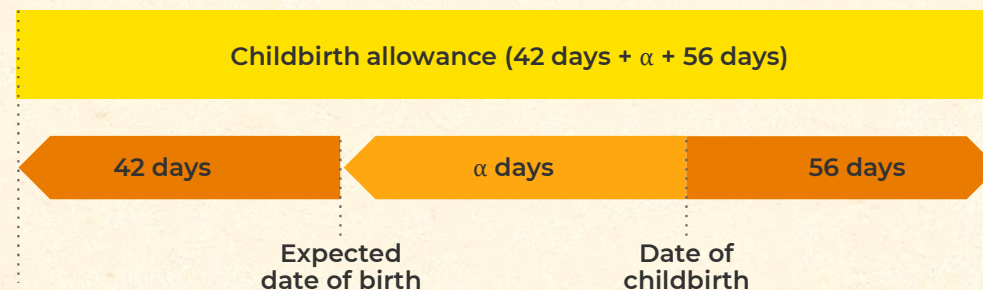 Childbirth allowance (42 days + α + 56 days)
42 days
α days
56 days
Expected
date of birth
Date of
childbirth